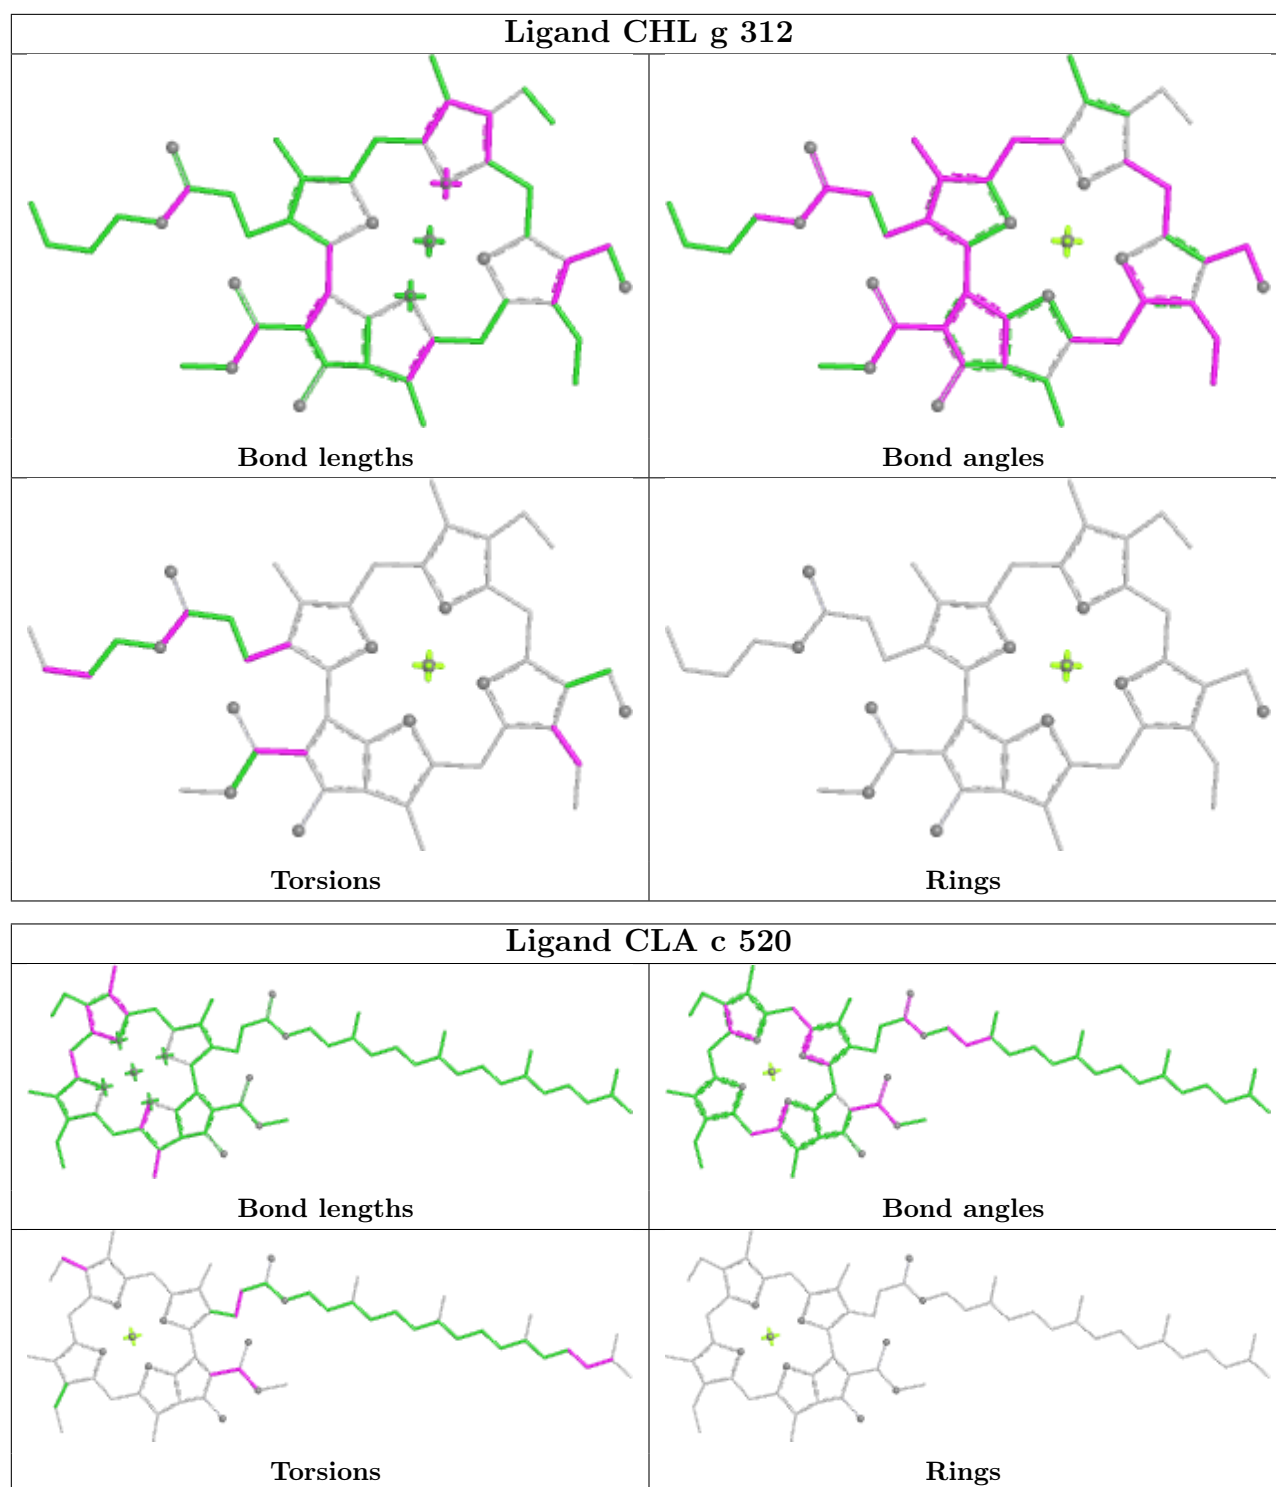 Ligand CHL g 312
Bond lengths
Bond angles
Torsions
Rings
Ligand CLA c 520
Bond lengths
Bond angles
Torsions
Rings